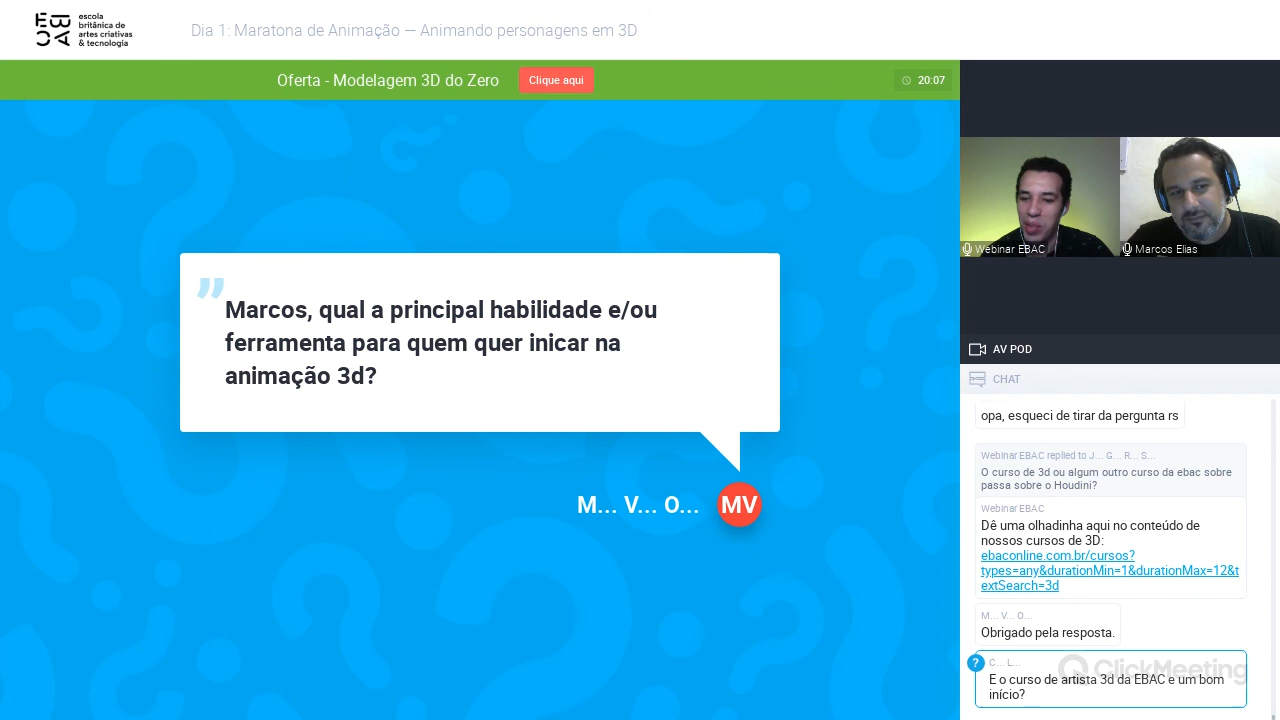 escola
britânica de
artes criativas
& tecnologia
EBAC
Dia 1: Maratona de Animação — Animando personagens em 3D
Oferta - Modelagem 3D do Zero
Clique aqui
20:07
”
Marcos, qual a principal habilidade e/ou
ferramenta para quem quer inicar na
animação 3d?
M... V... O...
MV
Webinar EBAC
Marcos Elias
AV POD
CHAT
opa, esqueci de tirar da pergunta rs
Webinar EBAC replied to J... G... R... S...
O curso de 3d ou algum outro curso da ebac sobre
passa sobre o Houdini?
Webinar EBAC
Dê uma olhadinha aqui no conteúdo de
nossos cursos de 3D:
ebaconline.com.br/cursos?
types=any&durationMin=1&durationMax=12&t
extSearch=3d
M... V... O...
Obrigado pela resposta.
?
C... L...
ClickMeeting
E o curso de artista 3d da EBAC e um bom
início?